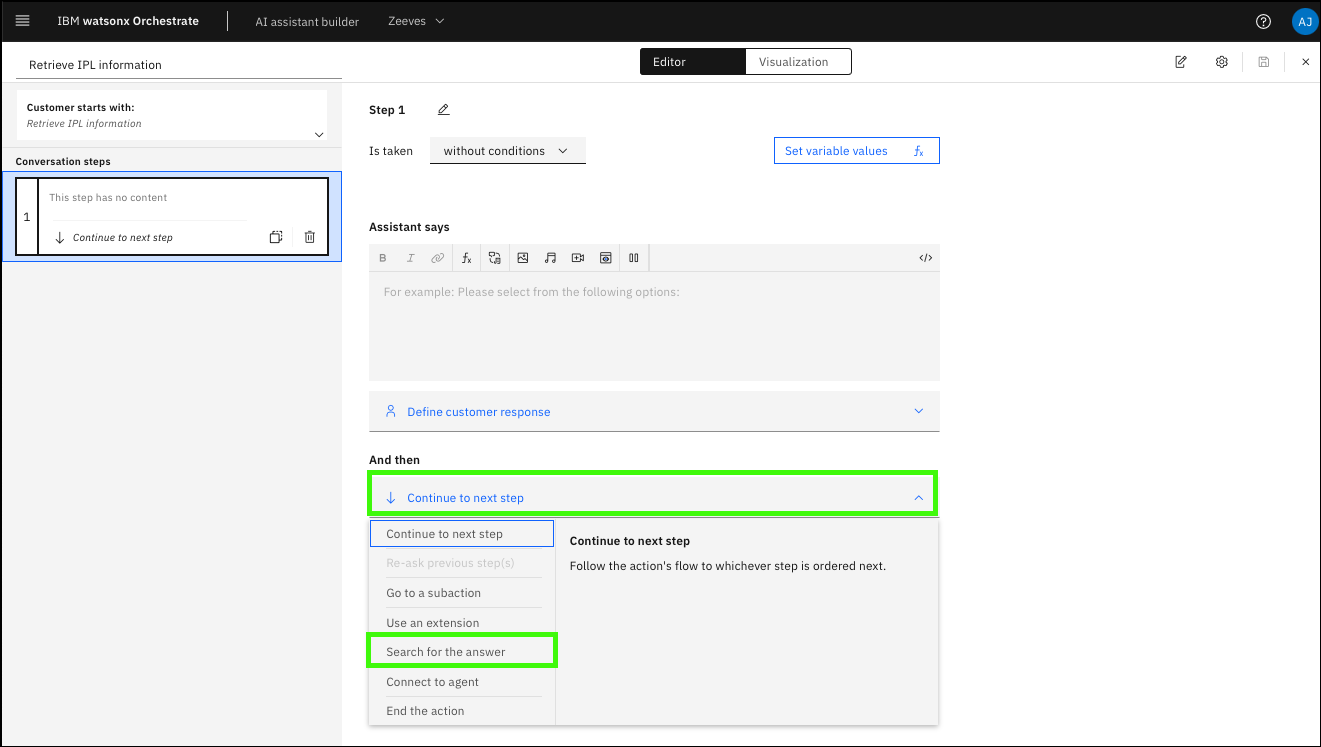 IBM watsonx Orchestrate
AI assistant builder
Zeeves
AJ
Retrieve IPL information
Editor
Visualization
Customer starts with:
Retrieve IPL information
Conversation steps
1
This step has no content
Continue to next step
Step 1
Is taken
without conditions
Set variable values
fx
Assistant says
B
I
fx
</>
For example: Please select from the following options:
Define customer response
And then
Continue to next step
Continue to next step
Re-ask previous step(s)
Go to a subaction
Use an extension
Search for the answer
Connect to agent
End the action
Continue to next step
Follow the action's flow to whichever step is ordered next.